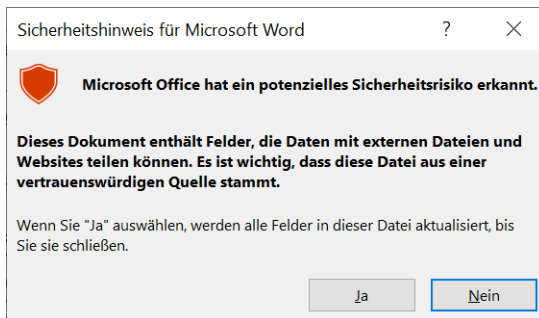 Sicherheitshinweis für Microsoft Word ?
Microsoft Office hat ein potenzielles Sicherheitsrisiko erkannt.
Dieses Dokument enthält Felder, die Daten mit externen Dateien und
Websites teilen können. Es ist wichtig, dass diese Datei aus einer
vertrauenswürdigen Quelle stammt.
Wenn Sie "Ja" auswählen, werden alle Felder in dieser Datei aktualisiert, bis
Sie sie schließen.
Ja Nein